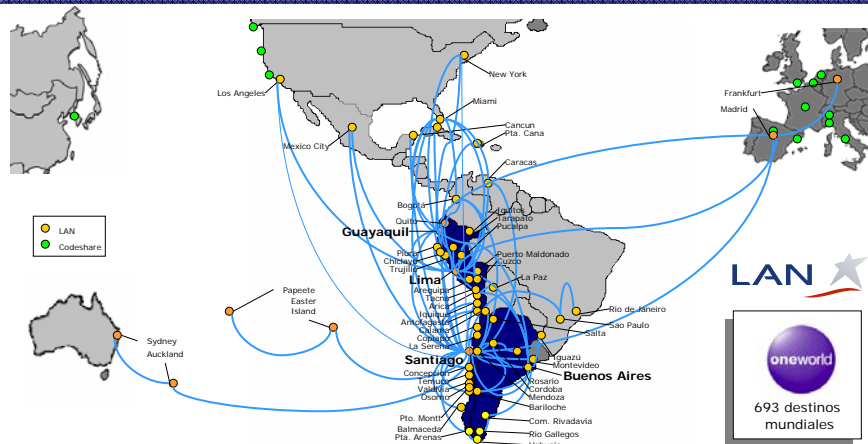 New York
Los Angeles
Miami
Cancun
Pta. Cana
Mexico City
Caracas
Frankfurt
Madrid
Bogotá
Iquitos
Tarapato
Pucalpa
Quito
Guayaquil
LAN
Codeshare
Piura
Chiclayo
Trujillo
Puerto Maldonado
Cuzco
Lima
La Paz
Arequipa
Tacna
Arica
Iquique
Antofagasta
Calama
Copiapo
La Serena
Rio de Janeiro
Sao Paulo
Salta
Papeete
Easter
Island
Sydney
Auckland
Santiago
Iguazú
Montevideo
Buenos Aires
Concepcion
Temuco
Valdivia
Osorno
Rosario
Cordoba
Mendoza
Bariloche
Pto. Montt
Balmaceda
Pta. Arenas
Com. Rivadavia
Rio Gallegos
LAN
oneworld
693 destinos
mundiales